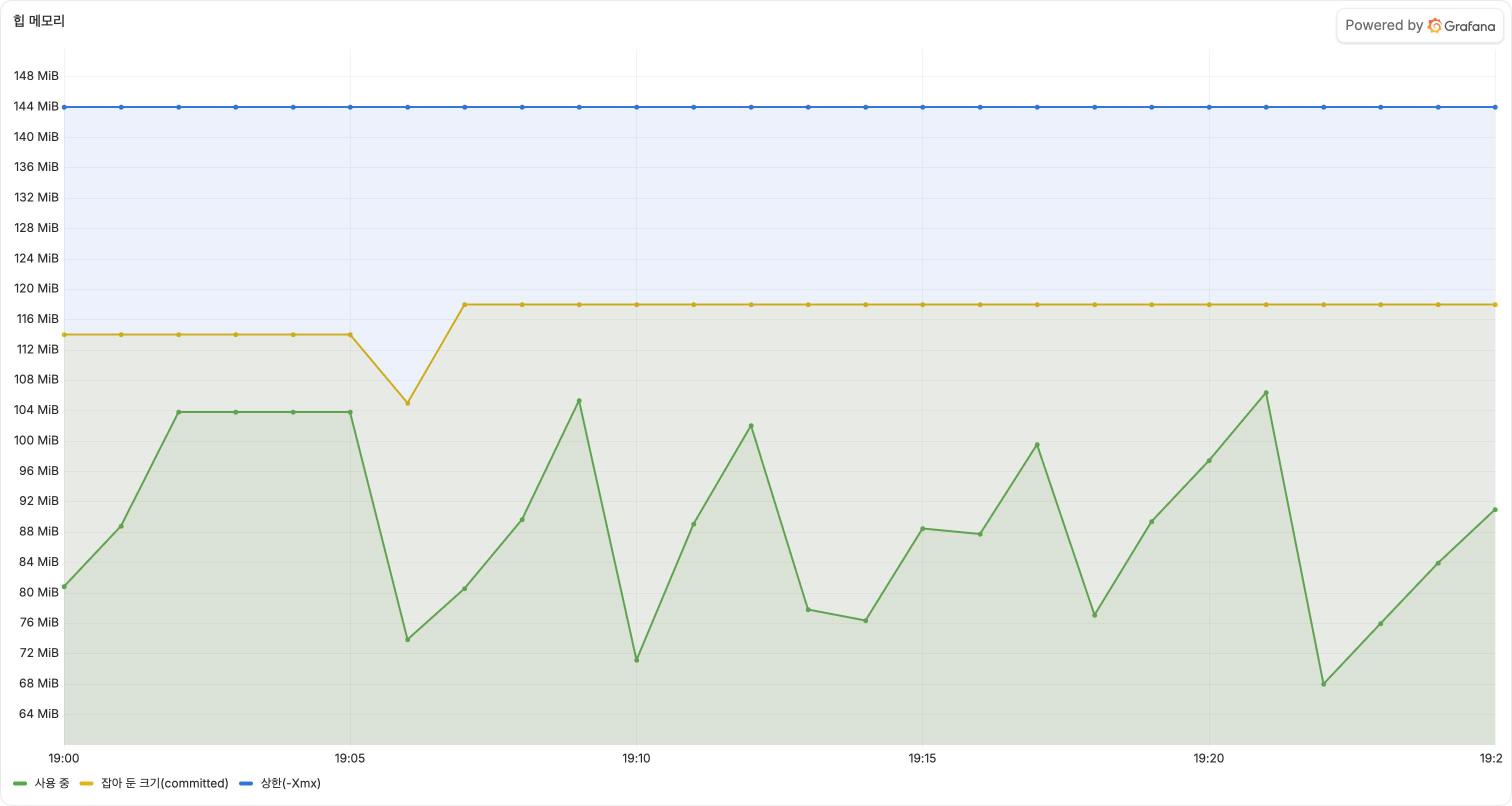 힙 메모리
Powered by Grafana
148 MiB
144 MiB
140 MiB
136 MiB
132 MiB
128 MiB
124 MiB
120 MiB
116 MiB
112 MiB
108 MiB
104 MiB
100 MiB
96 MiB
92 MiB
88 MiB
84 MiB
80 MiB
76 MiB
72 MiB
68 MiB
64 MiB
19:00 19:05 19:10 19:15 19:20 19:2
사용 중 잡아 둔 크기(committed) 상한(-Xmx)